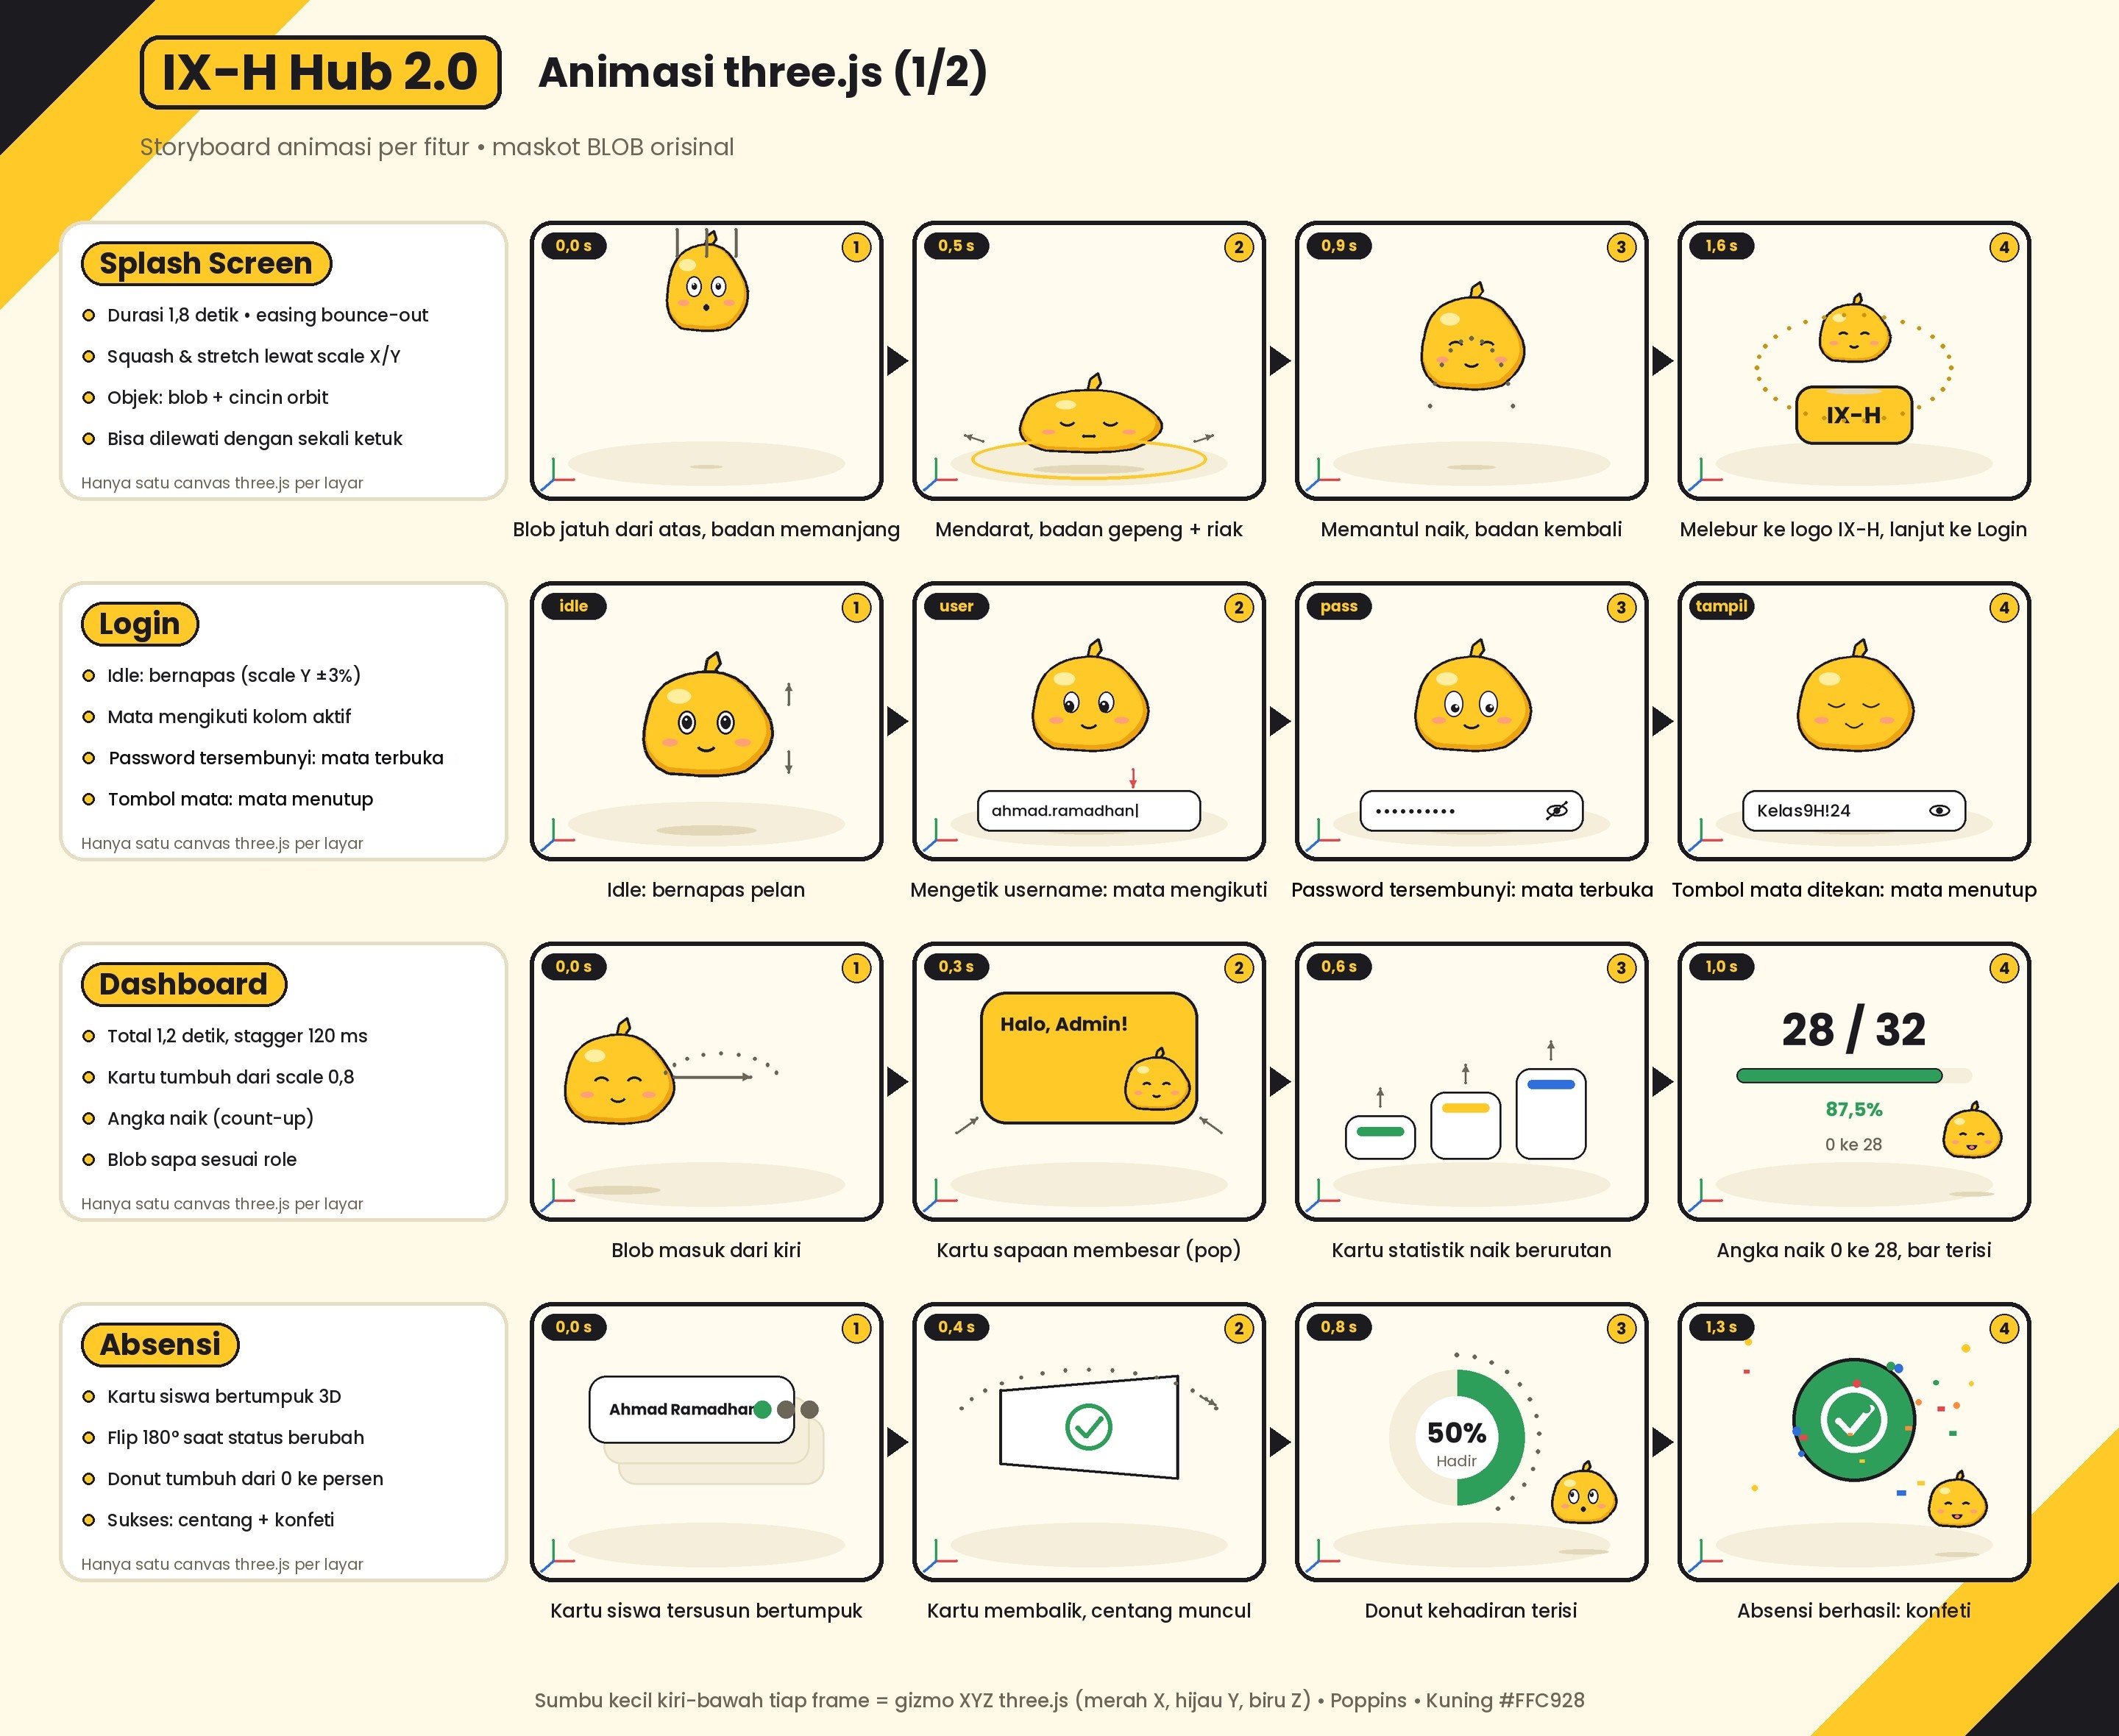 IX-H Hub 2.0
Animasi three.js (1/2)
Storyboard animasi per fitur • maskot BLOB orisinal
Splash Screen
Durasi 1,8 detik • easing bounce-out
Squash & stretch lewat scale X/Y
Objek: blob + cincin orbit
Bisa dilewati dengan sekali ketuk
Hanya satu canvas three.js per layar
0,0 s
1
Blob jatuh dari atas, badan memanjang
0,5 s
2
Mendarat, badan gepeng + riak
0,9 s
3
Memantul naik, badan kembali
1,6 s
4
IX-H
Melebur ke logo IX-H, lanjut ke Login
Login
Idle: bernapas (scale Y ±3%)
Mata mengikuti kolom aktif
Password tersembunyi: mata terbuka
Tombol mata: mata menutup
Hanya satu canvas three.js per layar
idle
1
Idle: bernapas pelan
user
2
ahmad.ramadhan|
Mengetik username: mata mengikuti
pass
3
••••••••••
Password tersembunyi: mata terbuka
tampil
4
Kelas9H!24
Tombol mata ditekan: mata menutup
Dashboard
Total 1,2 detik, stagger 120 ms
Kartu tumbuh dari scale 0,8
Angka naik (count-up)
Blob sapa sesuai role
Hanya satu canvas three.js per layar
0,0 s
1
Blob masuk dari kiri
0,3 s
2
Halo, Admin!
Kartu sapaan membesar (pop)
0,6 s
3
Kartu statistik naik berurutan
1,0 s
4
28 / 32
87,5%
0 ke 28
Angka naik 0 ke 28, bar terisi
Absensi
Kartu siswa bertumpuk 3D
Flip 180° saat status berubah
Donut tumbuh dari 0 ke persen
Sukses: centang + konfeti
Hanya satu canvas three.js per layar
0,0 s
1
Ahmad Ramadhan
Kartu siswa tersusun bertumpuk
0,4 s
2
Kartu membalik, centang muncul
0,8 s
3
50%
Hadir
Donut kehadiran terisi
1,3 s
4
Absensi berhasil: konfeti
Sumbu kecil kiri-bawah tiap frame = gizmo XYZ three.js (merah X, hijau Y, biru Z) • Poppins • Kuning #FFC928